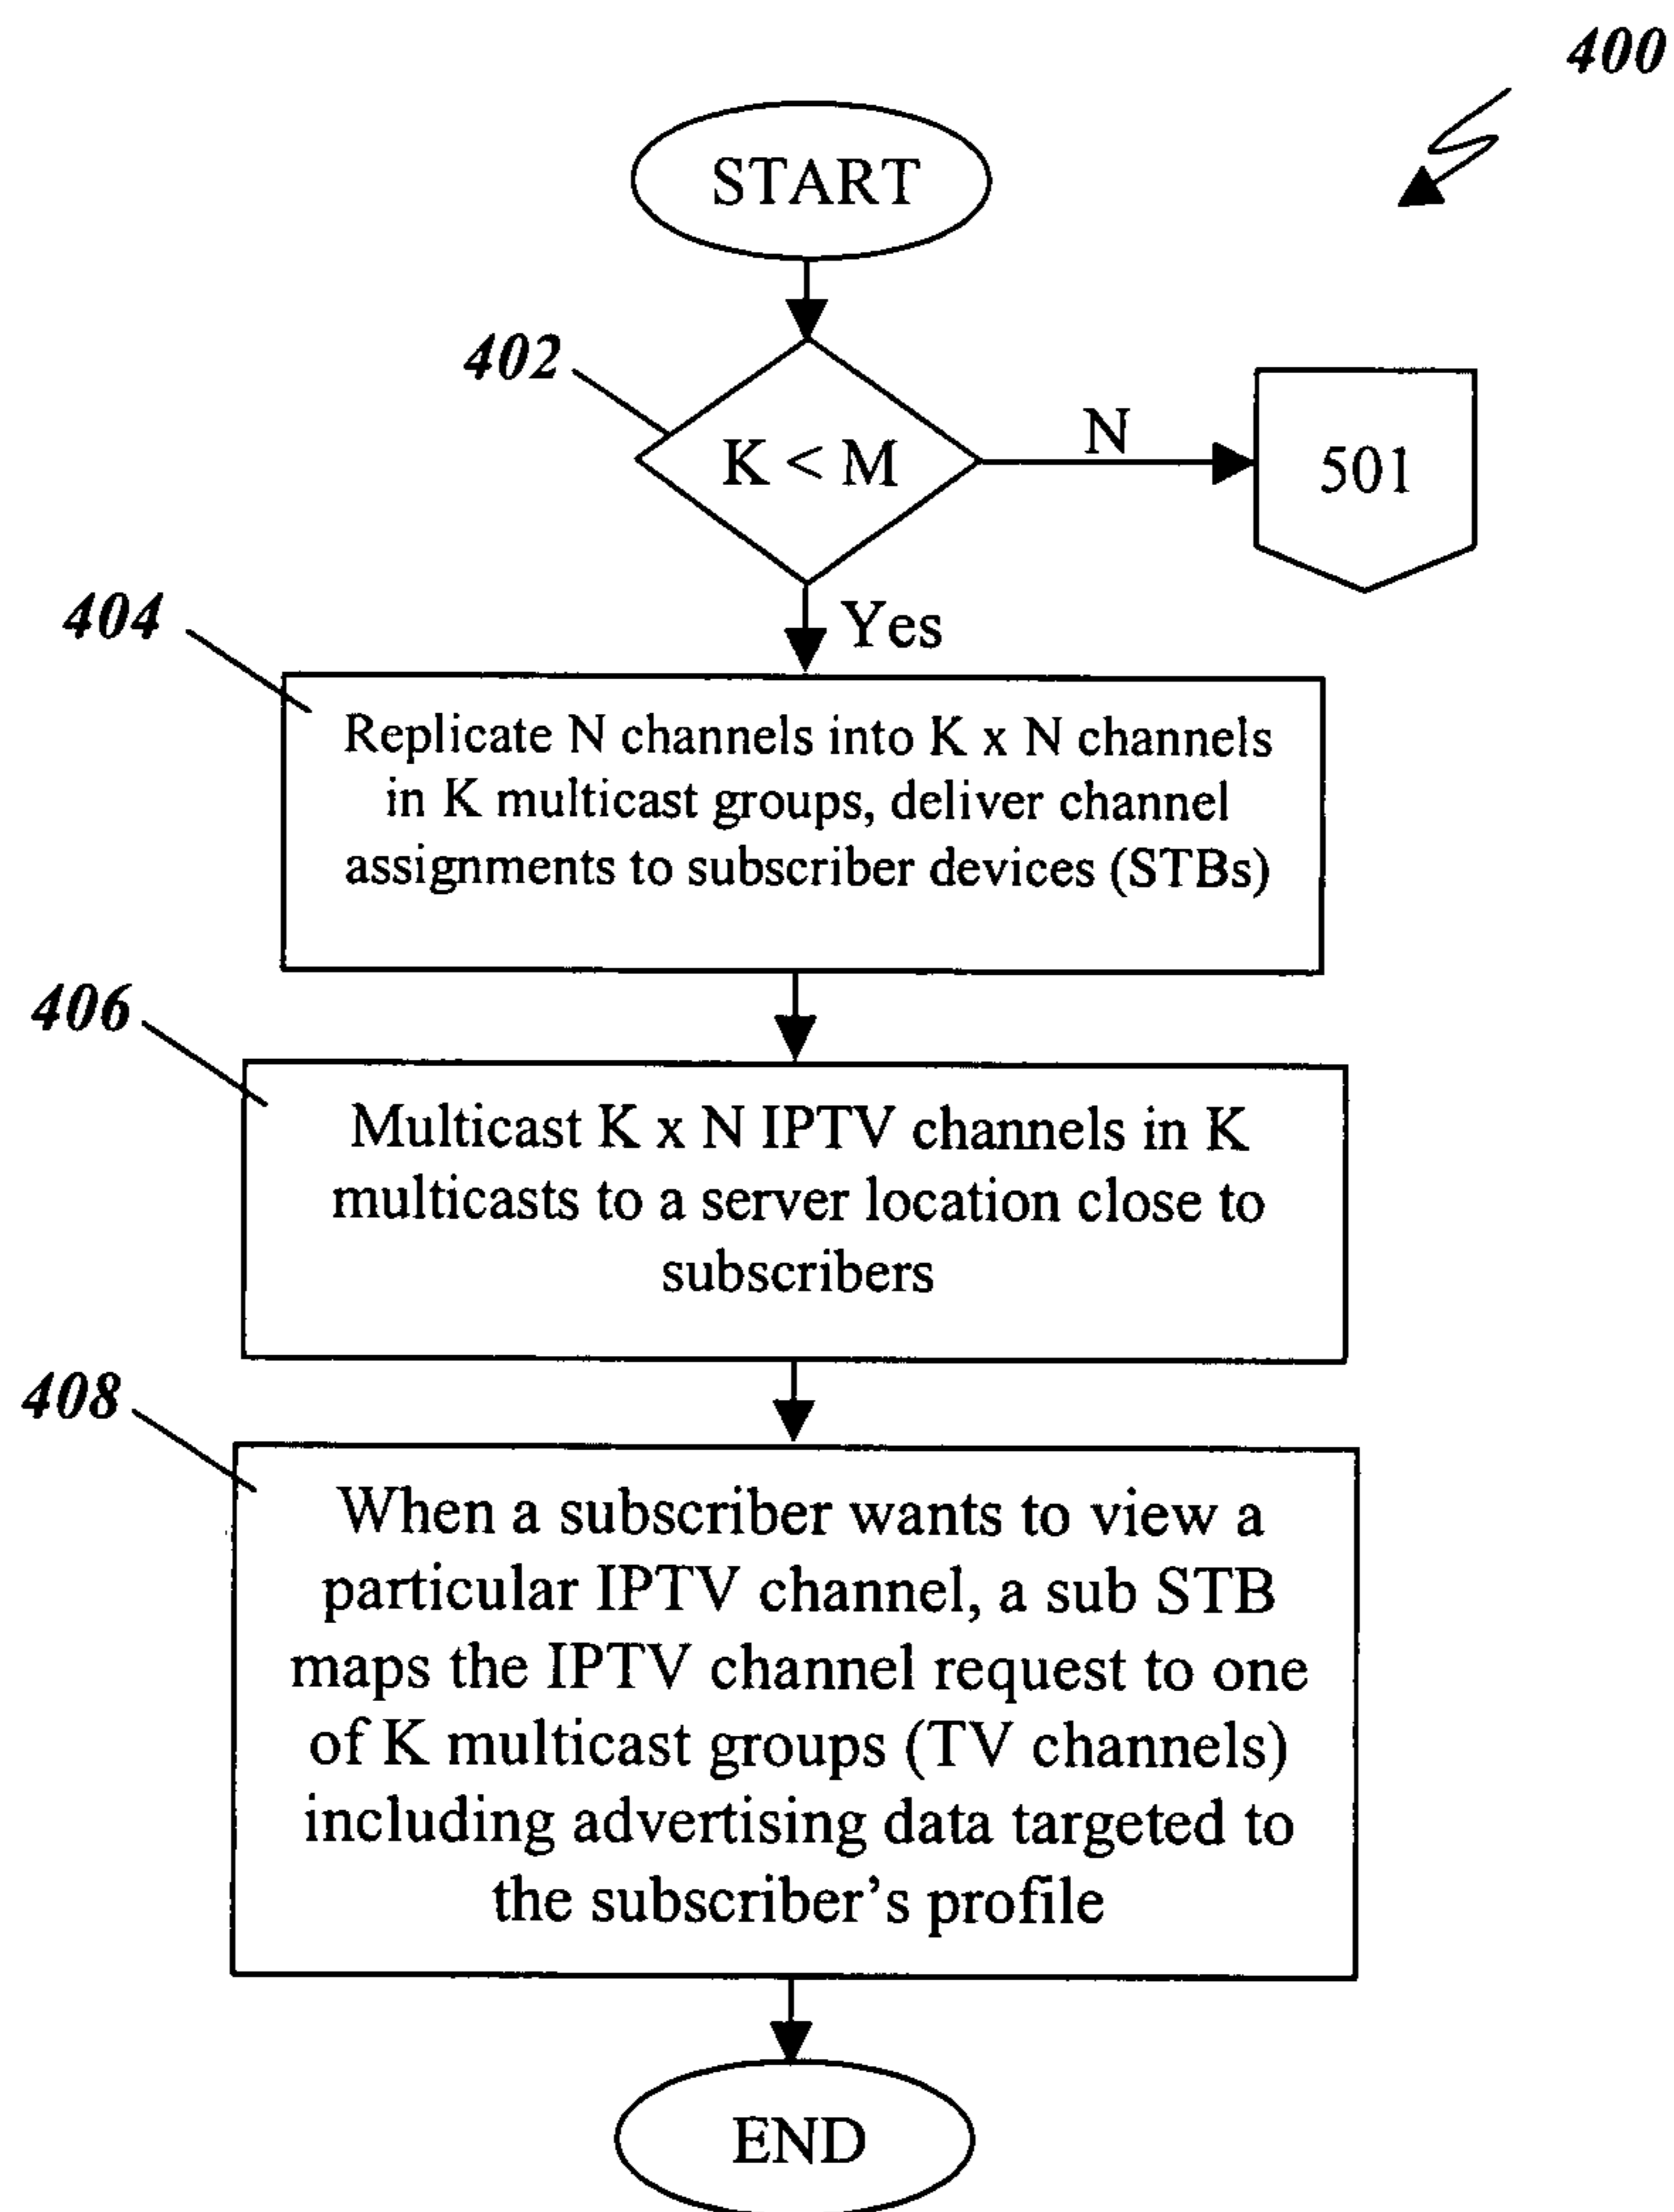 400
START
402
K < M
N
501
Yes
404
Replicate N channels into K x N channels
in K multicast groups, deliver channel
assignments to subscriber devices (STBs)
406
Multicast K x N IPTV channels in K
multicasts to a server location close to
subscribers
408
When a subscriber wants to view a
particular IPTV channel, a sub STB
maps the IPTV channel request to one
of K multicast groups (TV channels)
including advertising data targeted to
the subscriber's profile
END